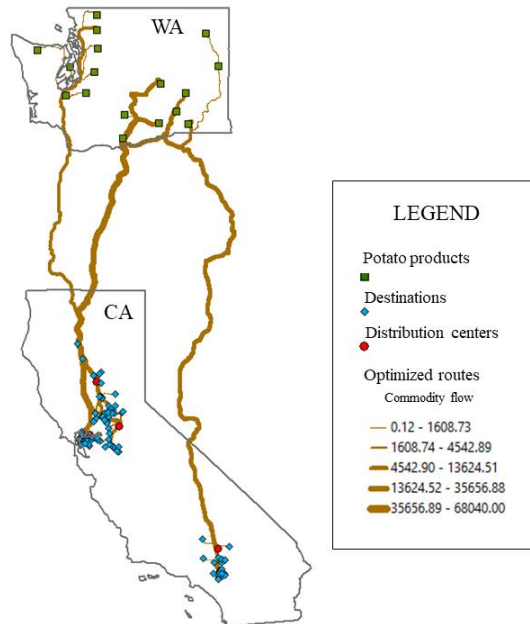 WA
CA
LEGEND
Potato products
Destinations
Distribution centers
Optimized routes
Commodity flow
0.12 - 1608.73
1608.74 - 4542.89
4542.90 - 13624.51
13624.52 - 35656.88
35656.89 - 68040.00